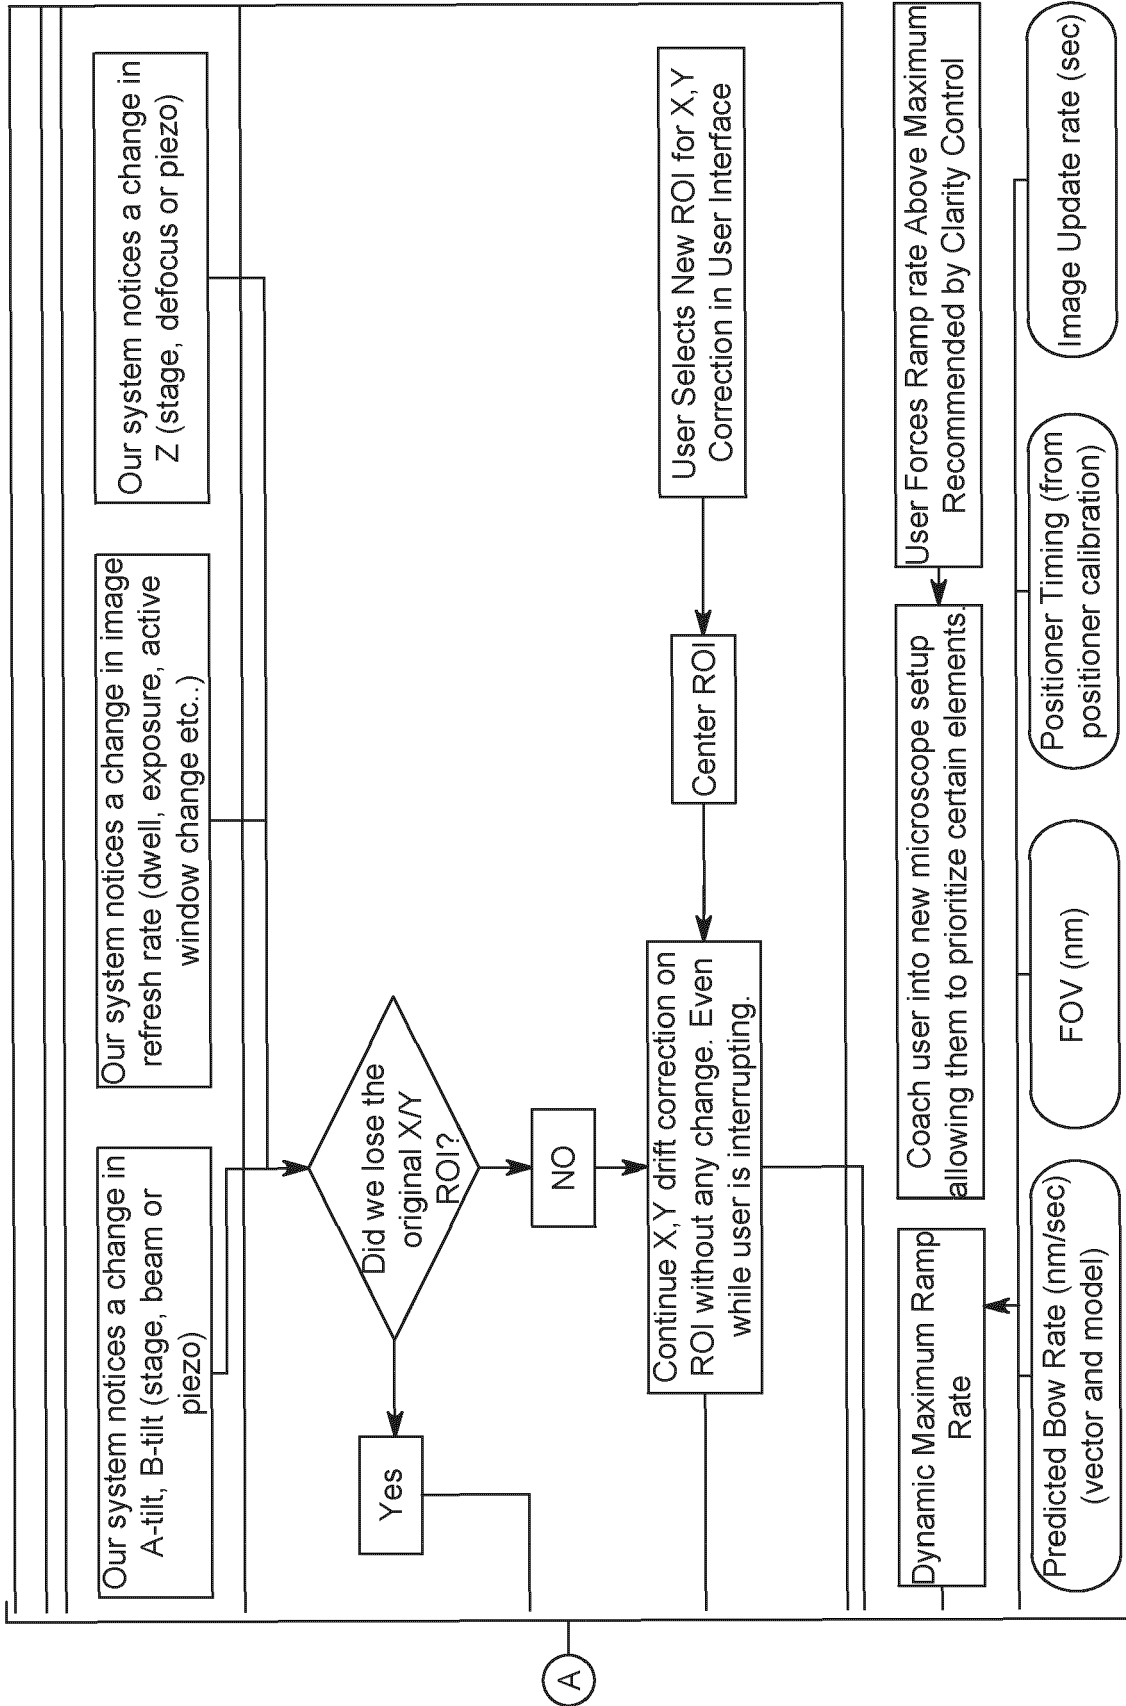 Our system notices a change in
A-tilt, B-tilt (stage, beam or
piezo)
Our system notices a change in image
refresh rate (dwell, exposure, active
window change etc..)
Our system notices a change in
Z (stage, defocus or piezo)
Did we lose the
original X/Y
ROI?
Yes
NO
Continue X,Y drift correction on
ROI without any change. Even
while user is interrupting.
Center ROI
User Selects New ROI for X,Y
Correction in User Interface
A
Dynamic Maximum Ramp
Rate
Coach user into new microscope setup
allowing them to prioritize certain elements.
User Forces Ramp rate Above Maximum
Recommended by Clarity Control
Predicted Bow Rate (nm/sec)
(vector and model)
FOV (nm)
Positioner Timing (from
positioner calibration)
Image Update rate (sec)